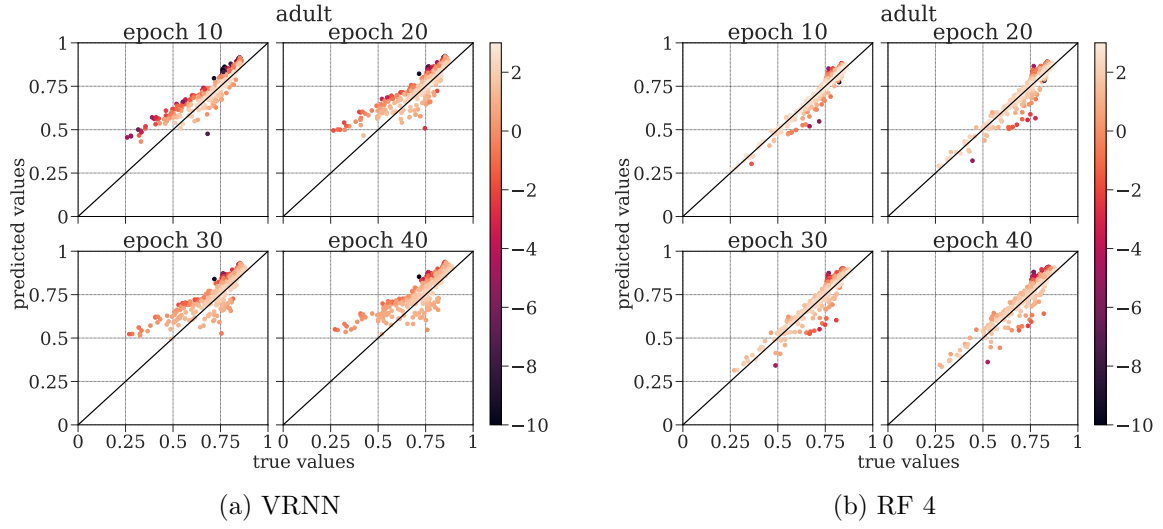 adult
epoch 10 epoch 20
1
0.75
0.5
0.25
0
epoch 30 epoch 40
1
0.75
0.5
0.25
0
0 0.25 0.5 0.75 1 0.25 0.5 0.75 1
predicted values
true values
2
0
−2
−4
−6
−8
−10
(a) VRNN
adult
epoch 10 epoch 20
1
0.75
0.5
0.25
0
epoch 30 epoch 40
1
0.75
0.5
0.25
0
0 0.25 0.5 0.75 1 0 0.25 0.5 0.75 1
predicted values
true values
2
0
−2
−4
−6
−8
−10
(b) RF 4